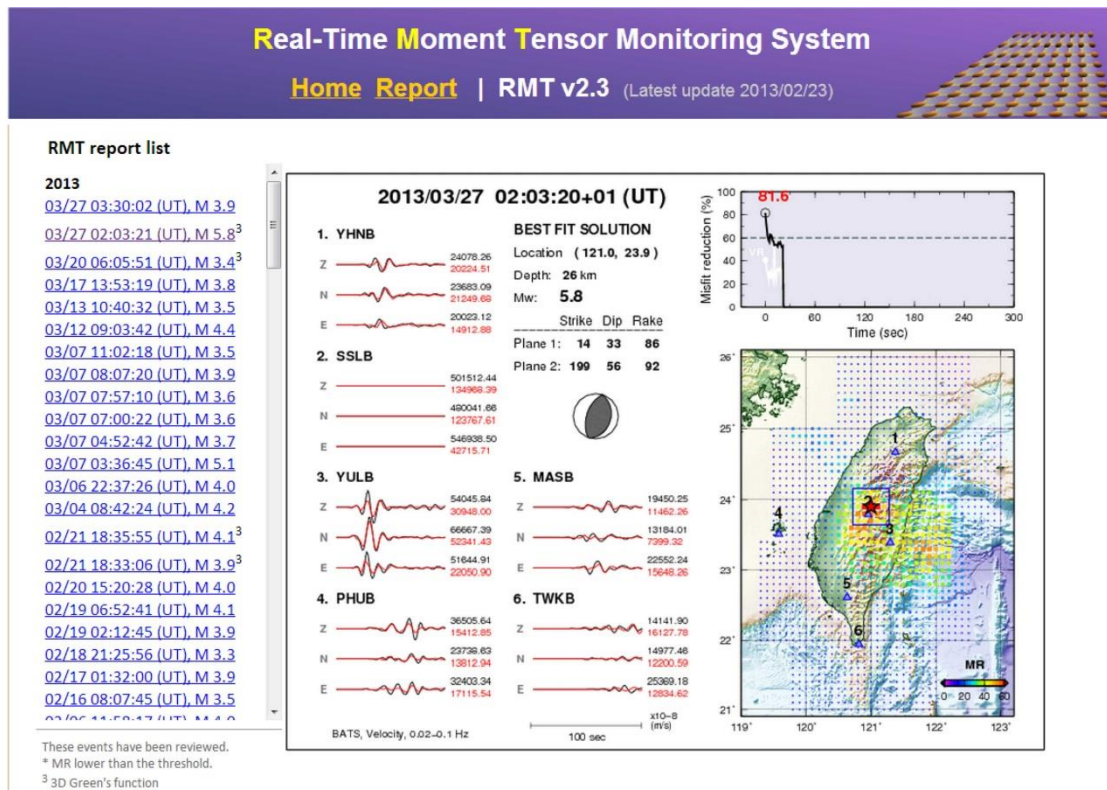 Real-Time Moment Tensor Monitoring System
Home Report | RMT v2.3 (Latest update 2013/02/23)
RMT report list
2013
03/27 03:30:02 (UT), M 3.9
03/27 02:03:21 (UT), M 5.8³
03/20 06:05:51 (UT), M 3.4³
03/17 13:53:19 (UT), M 3.8
03/13 10:40:32 (UT), M 3.5
03/12 09:03:42 (UT), M 4.4
03/07 11:02:18 (UT), M 3.5
03/07 08:07:20 (UT), M 3.9
03/07 07:57:10 (UT), M 3.6
03/07 07:00:22 (UT), M 3.6
03/07 04:52:42 (UT), M 3.7
03/07 03:36:45 (UT), M 5.1
03/06 22:37:26 (UT), M 4.0
03/04 08:42:24 (UT), M 4.2
02/21 18:35:55 (UT), M 4.1³
02/21 18:33:06 (UT), M 3.9³
02/20 15:20:28 (UT), M 4.0
02/19 06:52:41 (UT), M 4.1
02/19 02:12:45 (UT), M 3.9
02/18 21:25:56 (UT), M 3.3
02/17 01:32:00 (UT), M 3.9
02/16 08:07:45 (UT), M 3.5
These events have been reviewed.
* MR lower than the threshold.
³ 3D Green's function
2013/03/27 02:03:20+01 (UT)
1. YHNB
Z 24078.26
20224.51
N 23683.09
21249.68
E 20023.12
14912.88
2. SSLB
Z 501512.44
134968.39
N 480041.66
123767.61
E 546938.50
42715.71
3. YULB
Z 54045.84
30948.00
N 66667.39
52341.43
E 51644.91
22050.90
4. PHUB
Z 36505.64
15412.85
N 23738.63
13812.94
E 32403.34
17115.54
BATS, Velocity, 0.02-0.1 Hz
BEST FIT SOLUTION
Location (121.0, 23.9)
Depth: 26 km
Mw: 5.8
Strike Dip Rake
Plane 1: 14 33 86
Plane 2: 199 56 92
5. MASB
Z 19450.25
11462.26
N 13184.01
7399.32
E 22552.24
15648.26
6. TWKB
Z 14141.90
16127.78
N 14977.46
12200.59
E 25369.18
12834.62
x10-8
(m/s)
100 sec
81.6
Misfit reduction (%)
100
80
60
40
20
0
VR
0 60 120 180 240 300
Time (sec)
26°
25°
24°
23°
22°
21°
1
2
3
4
5
6
MR
0 20 40 60
119° 120° 121° 122° 123°